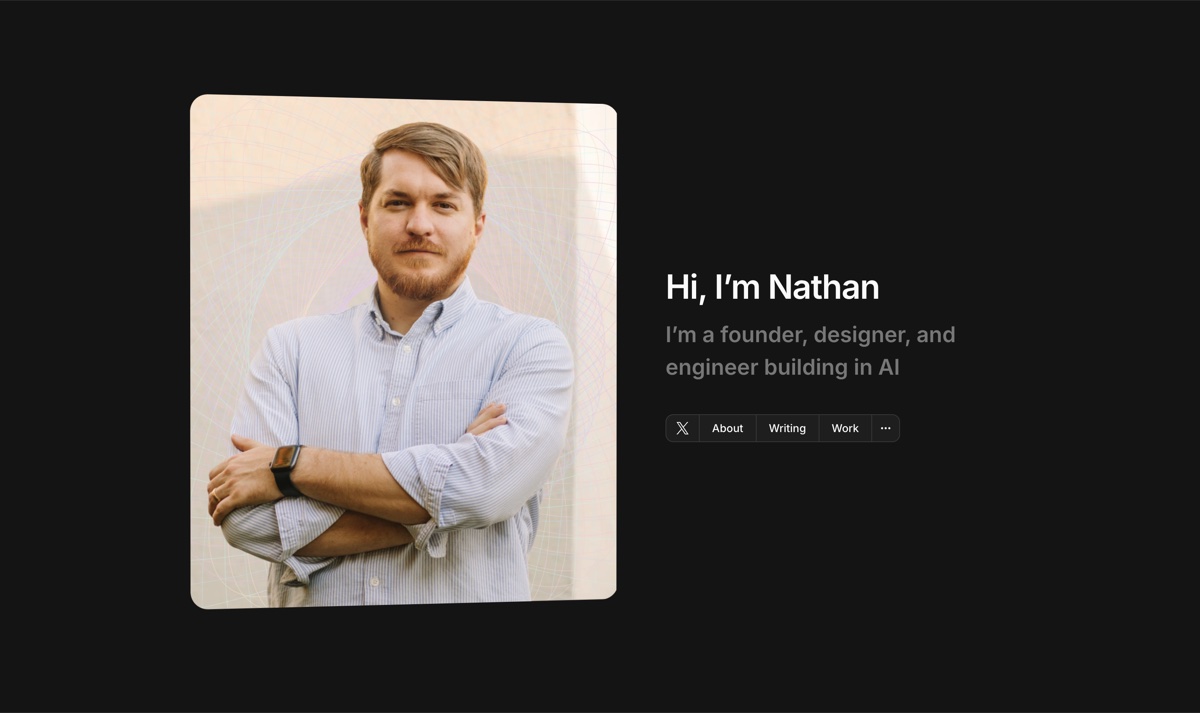 Hi, I’m Nathan
I’m a founder, designer, and
engineer building in AI
About Writing Work ···